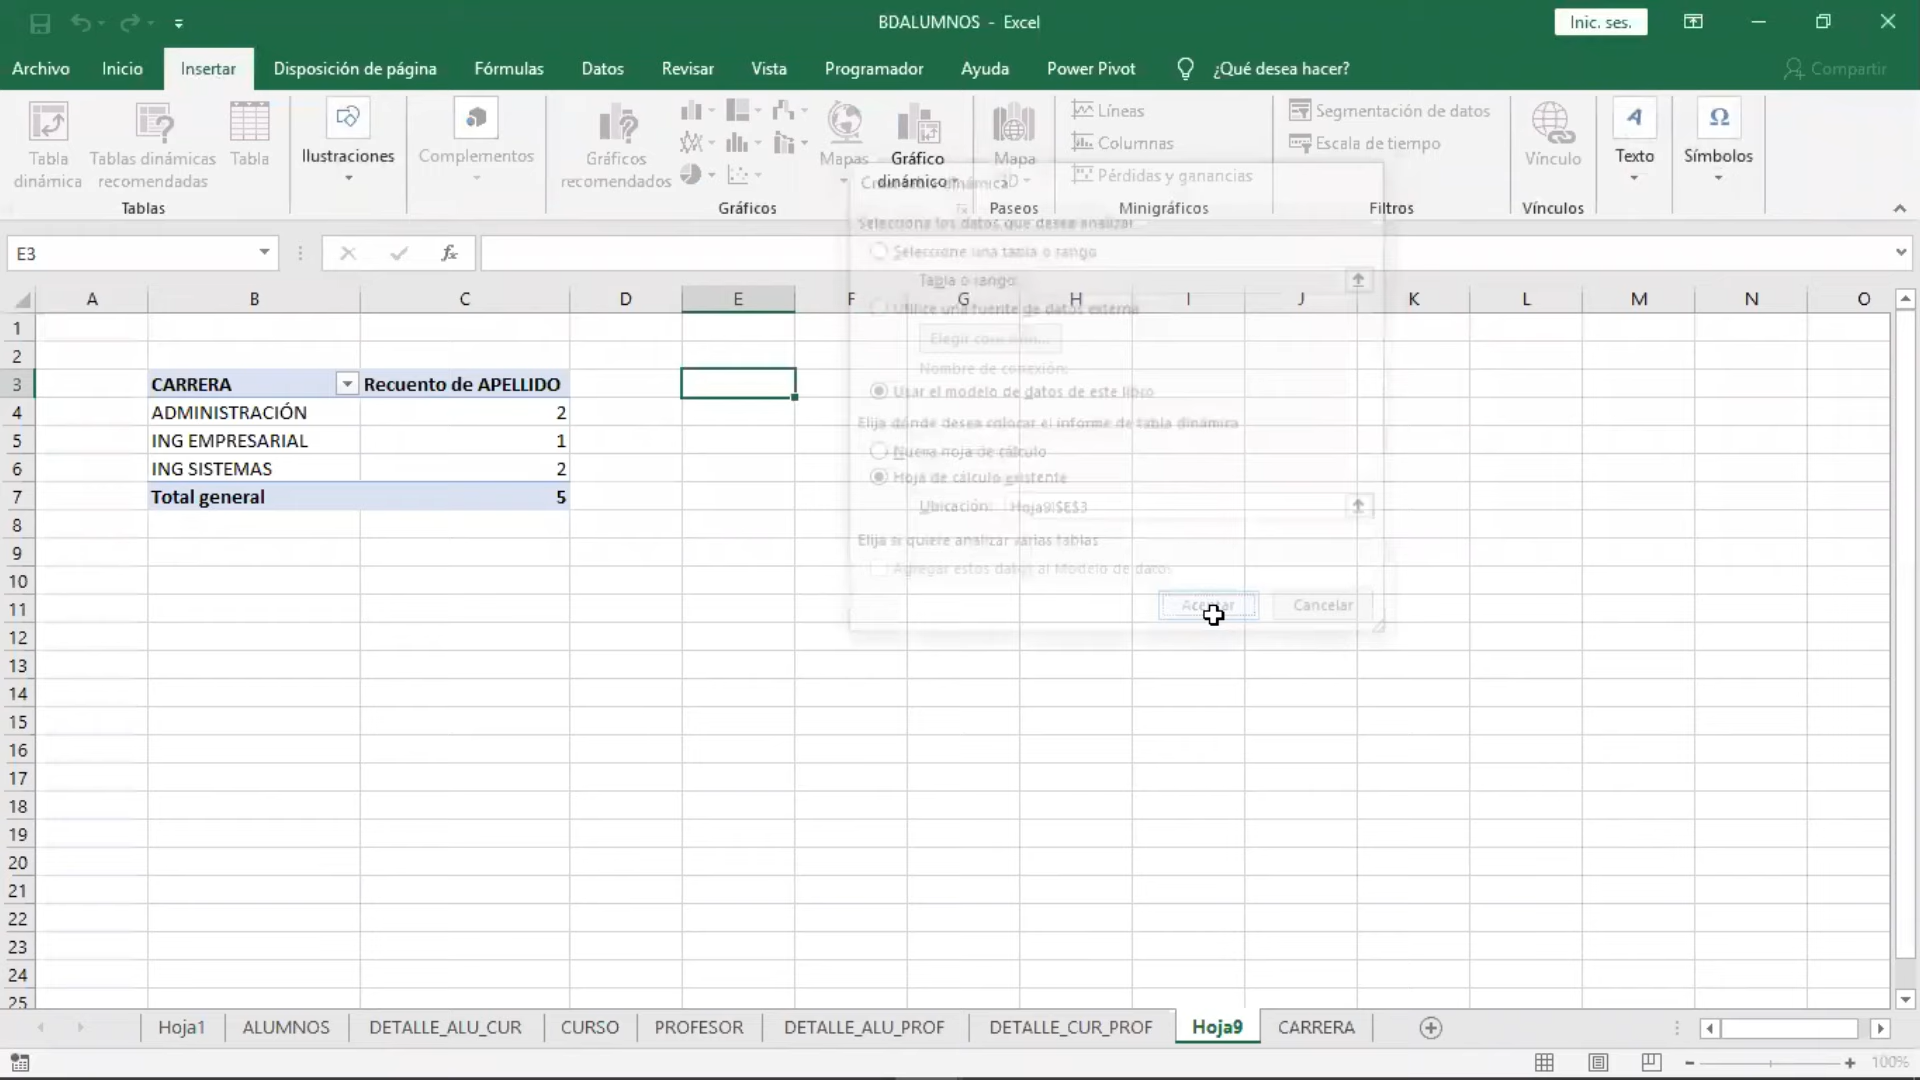 BDALUMNOS - Excel
Inic. ses.
Archivo Inicio Insertar Disposición de página Fórmulas Datos Revisar Vista Programador Ayuda Power Pivot ¿Qué desea hacer? Compartir
Tabla dinámica
Tablas dinámicas recomendadas
Tabla
Tablas
Ilustraciones
Complementos
Gráficos recomendados
Mapas
Gráfico dinámico
Gráficos
Mapa 3D
Paseos
Líneas
Columnas
Pérdidas y ganancias
Minigráficos
Segmentación de datos
Escala de tiempo
Filtros
Vínculo
Vínculos
A Texto
Ω Símbolos
E3 fx
A B C D E F G H I J K L M N O
1
2
3 CARRERA Recuento de APELLIDO
4 ADMINISTRACIÓN 2
5 ING EMPRESARIAL 1
6 ING SISTEMAS 2
7 Total general 5
8
9
10
11
12
13
14
15
16
17
18
19
20
21
22
23
24
25
Seleccione los datos que desea analizar
Seleccione una tabla o rango
Tabla o rango:
Utilice una fuente de datos externa
Elegir conexión...
Nombre de conexión:
Usar el modelo de datos de este libro
Elija dónde desea colocar el informe de tabla dinámica
Nueva hoja de cálculo
Hoja de cálculo existente
Ubicación: Hoja9!$E$3
Elija si quiere analizar varias tablas
Agregar estos datos al Modelo de datos
Aceptar Cancelar
Hoja1 ALUMNOS DETALLE_ALU_CUR CURSO PROFESOR DETALLE_ALU_PROF DETALLE_CUR_PROF Hoja9 CARRERA
100%